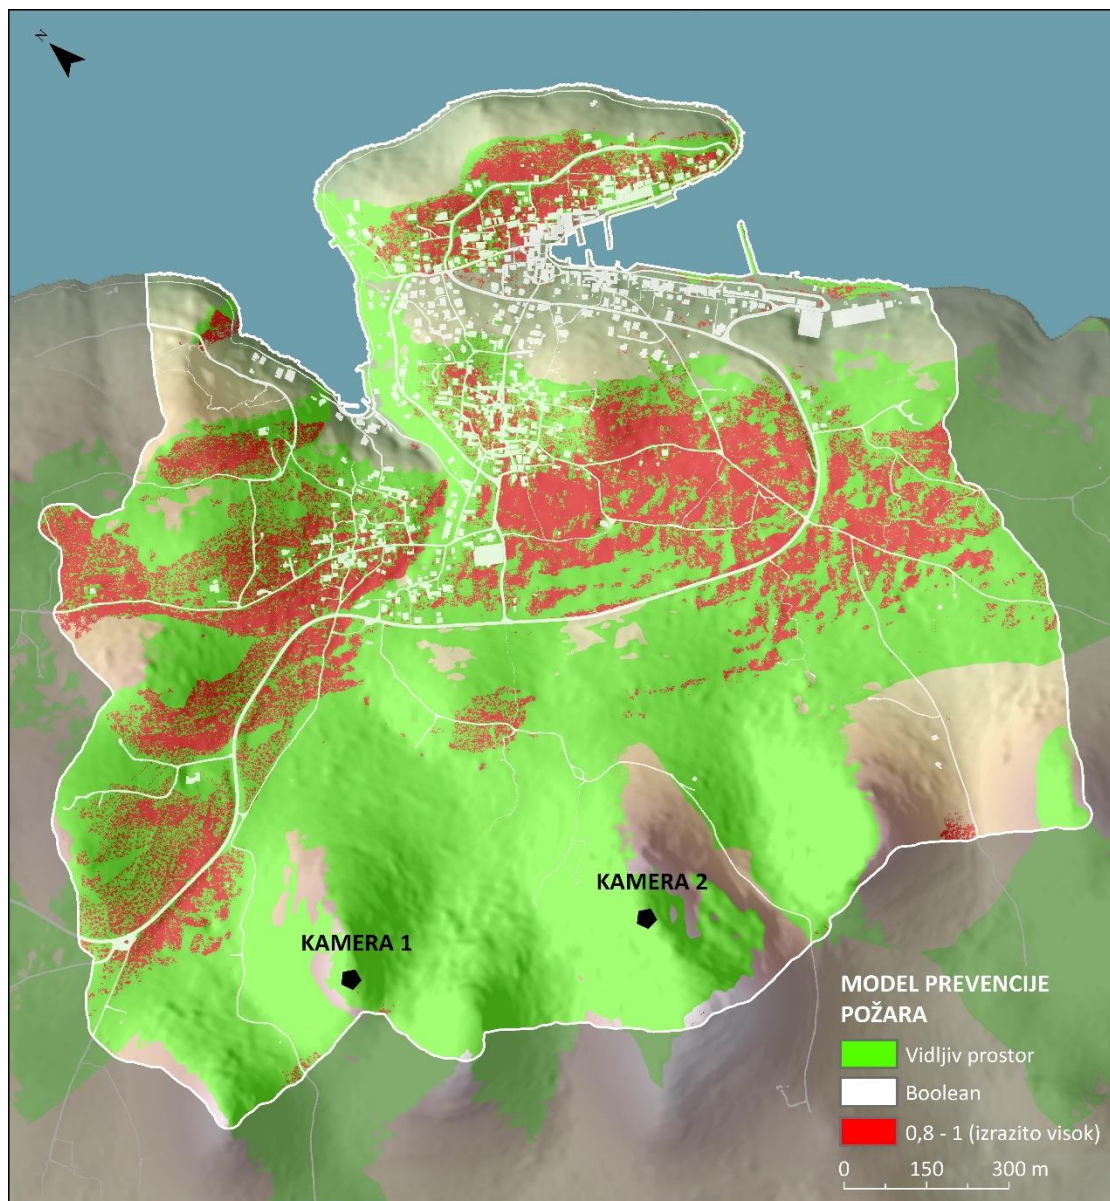 N
KAMERA 2
KAMERA 1
MODEL PREVENCIJE
POŽARA
Vidljiv prostor
Boolean
0,8 - 1 (izrazito visok)
0 150 300 m